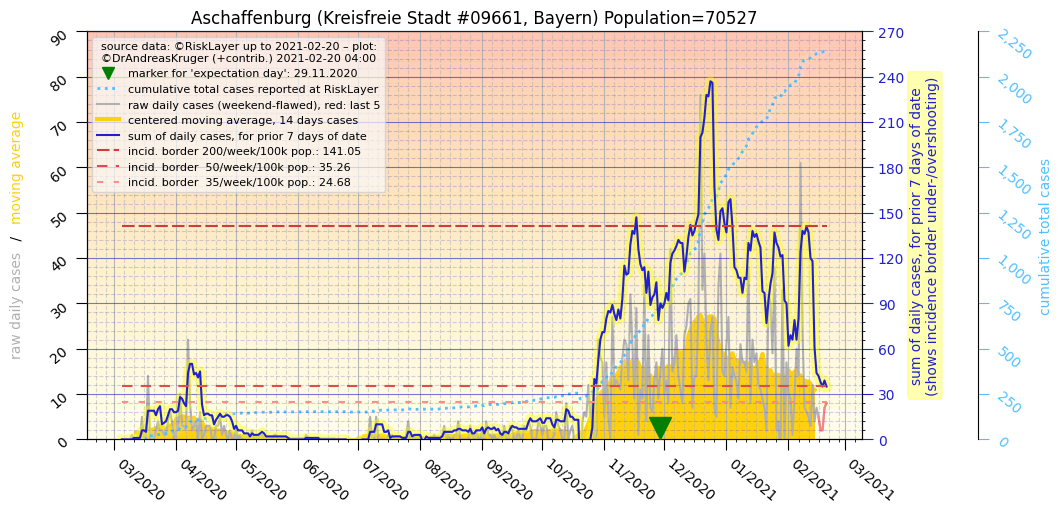 Aschaffenburg (Kreisfreie Stadt #09661, Bayern) Population=70527
source data: ©RiskLayer up to 2021-02-20 – plot:
©DrAndreasKruger (+contrib.) 2021-02-20 04:00
marker for 'expectation day': 29.11.2020
cumulative total cases reported at RiskLayer
raw daily cases (weekend-flawed), red: last 5
centered moving average, 14 days cases
sum of daily cases, for prior 7 days of date
incid. border 200/week/100k pop.: 141.05
incid. border  50/week/100k pop.: 35.26
incid. border  35/week/100k pop.: 24.68
raw daily cases / moving average
90
80
70
60
50
40
30
20
10
0
270
240
210
180
150
120
90
60
30
0
sum of daily cases, for prior 7 days of date
(shows incidence border under-/overshooting)
2,250
2,000
1,750
1,500
1,250
1,000
750
500
250
0
cumulative total cases
03/2020
04/2020
05/2020
06/2020
07/2020
08/2020
09/2020
10/2020
11/2020
12/2020
01/2021
02/2021
03/2021